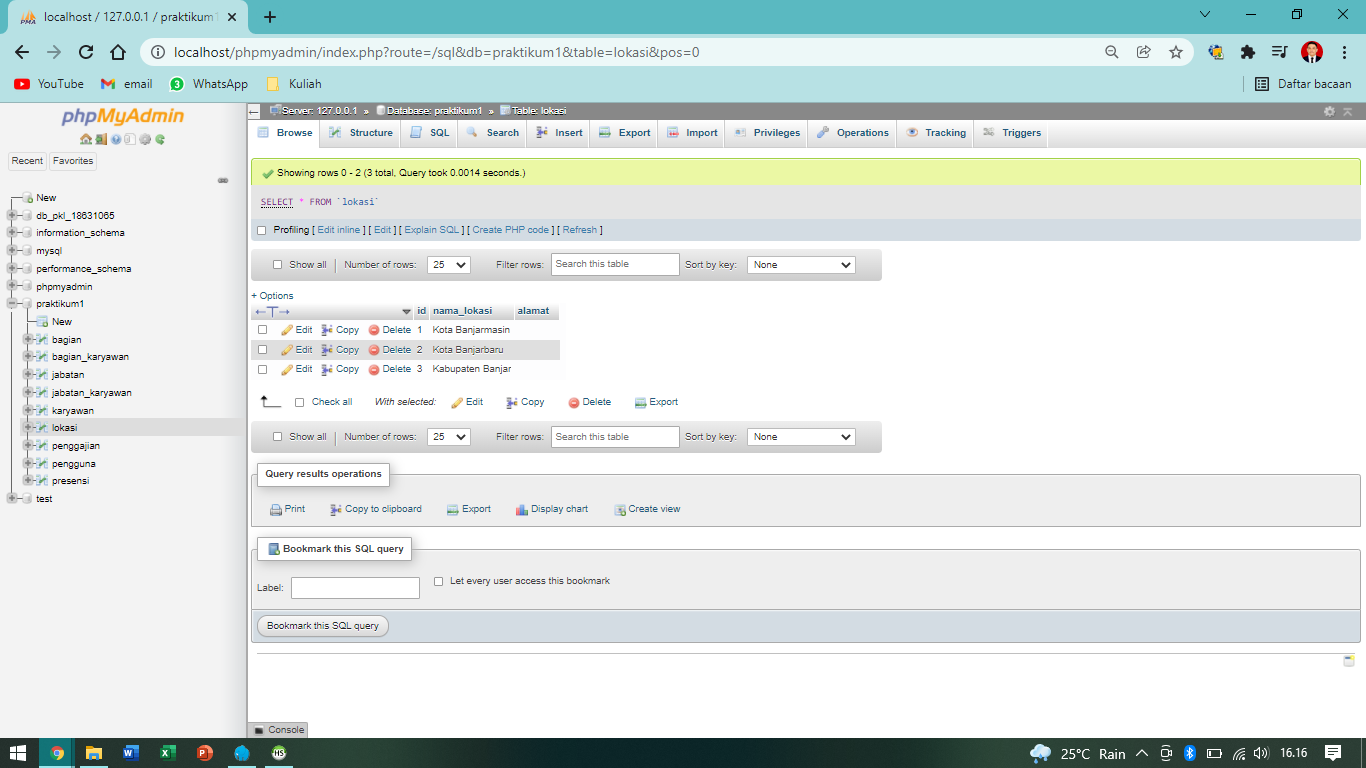 localhost / 127.0.0.1 / praktikum1
localhost/phpmyadmin/index.php?route=/sql&db=praktikum1&table=lokasi&pos=0
YouTube email 3 WhatsApp Kuliah Daftar bacaan
phpMyAdmin
Recent Favorites
New
db_pkl_18631065
information_schema
mysql
performance_schema
phpmyadmin
praktikum1
New
bagian
bagian_karyawan
jabatan
jabatan_karyawan
karyawan
lokasi
penggajian
pengguna
presensi
test
Server: 127.0.0.1 » Database: praktikum1 » Table: lokasi
Browse Structure SQL Search Insert Export Import Privileges Operations Tracking Triggers
Showing rows 0 - 2 (3 total, Query took 0.0014 seconds.)
SELECT * FROM `lokasi`
Profiling [ Edit inline ] [ Edit ] [ Explain SQL ] [ Create PHP code ] [ Refresh ]
Show all | Number of rows: 25 Filter rows: Search this table Sort by key: None
+ Options
←T→ id nama_lokasi alamat
Edit Copy Delete 1 Kota Banjarmasin
Edit Copy Delete 2 Kota Banjarbaru
Edit Copy Delete 3 Kabupaten Banjar
Check all With selected: Edit Copy Delete Export
Show all | Number of rows: 25 Filter rows: Search this table Sort by key: None
Query results operations
Print Copy to clipboard Export Display chart Create view
Bookmark this SQL query
Label: Let every user access this bookmark
Bookmark this SQL query
Console
25°C Rain 16.16